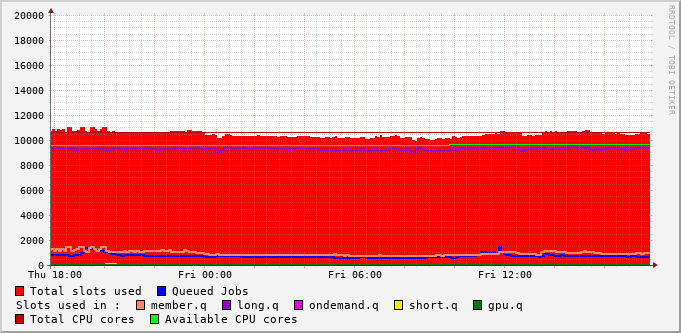 20000
18000
16000
14000
12000
10000
8000
6000
4000
2000
0
Thu 18:00 Fri 00:00 Fri 06:00 Fri 12:00
Total slots used Queued Jobs
Slots used in : member.q long.q ondemand.q short.q gpu.q
Total CPU cores Available CPU cores
RRDTOOL / TOBI OETIKER